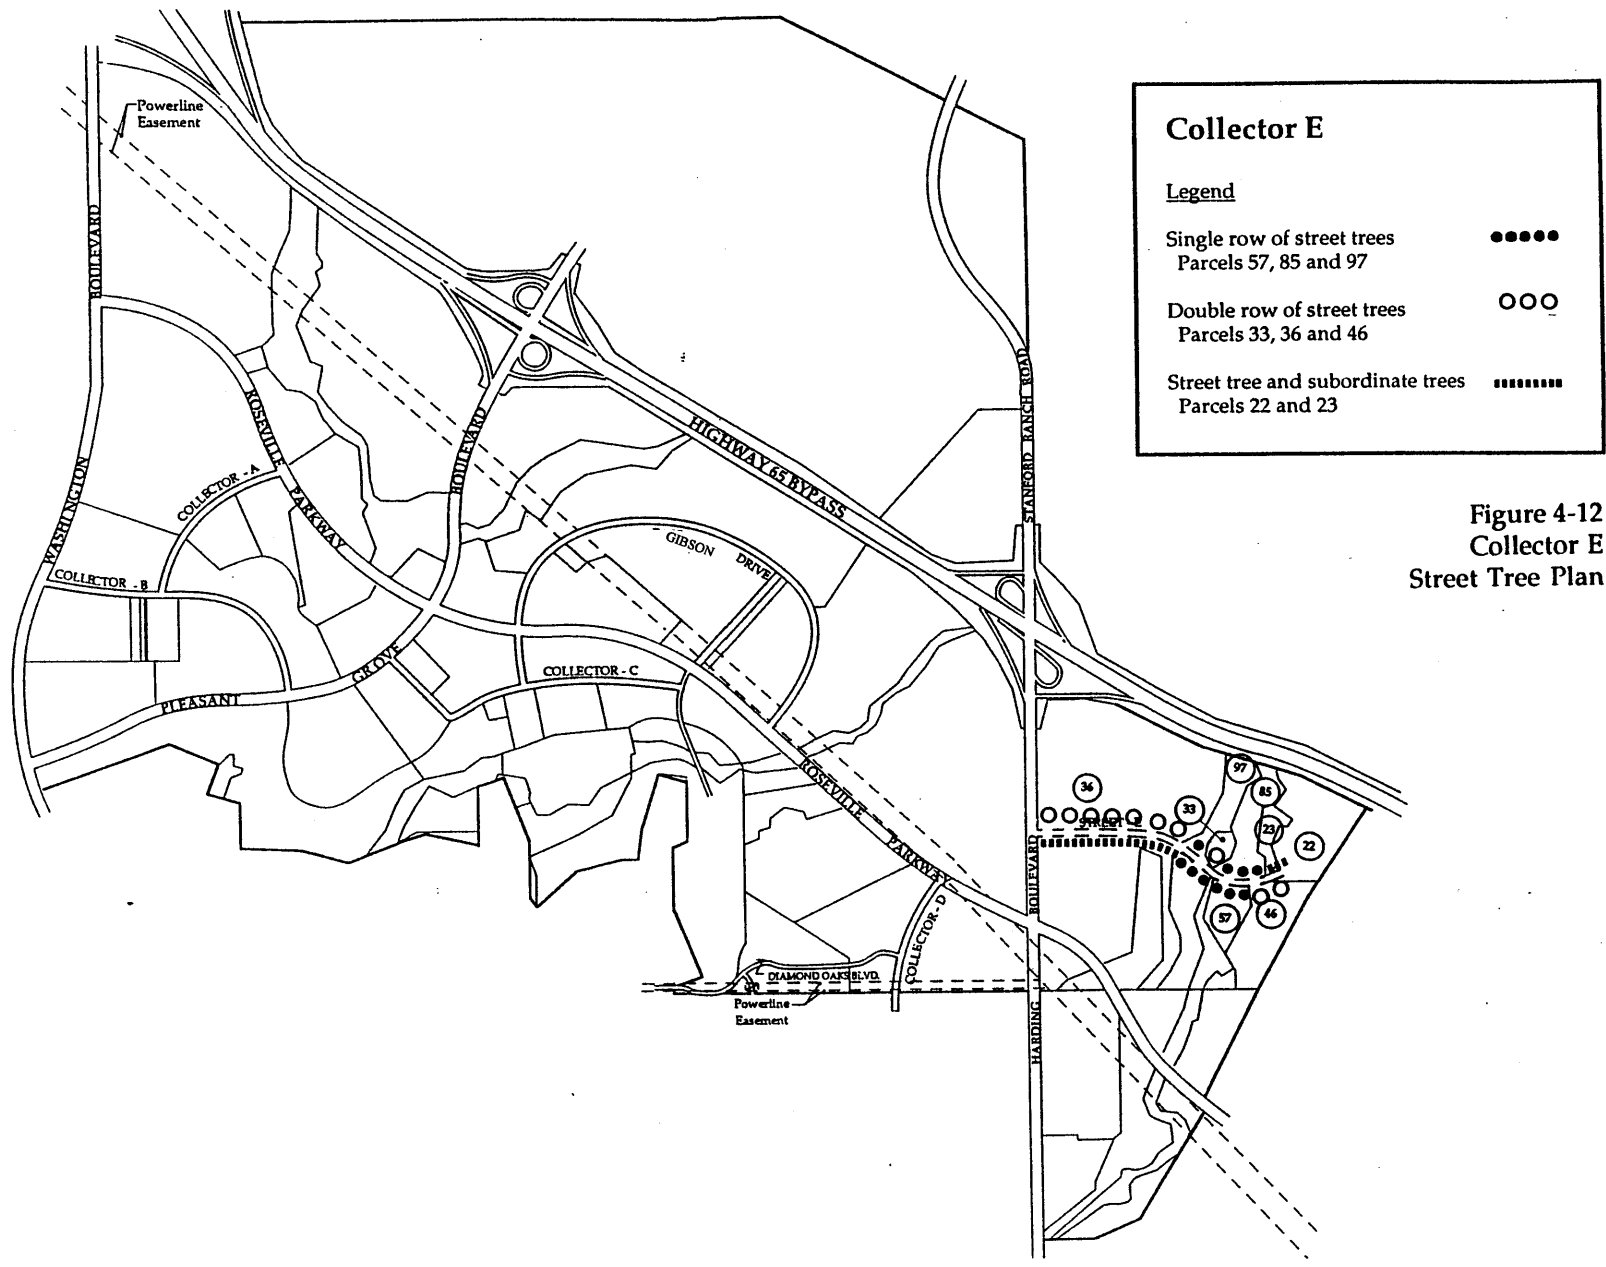 Collector E
Legend
Single row of street trees
Parcels 57, 85 and 97
Double row of street trees
Parcels 33, 36 and 46
Street tree and subordinate trees
Parcels 22 and 23
Figure 4-12
Collector E
Street Tree Plan
Powerline
Easement
BOULEVARD
WASHINGTON
ROSEVILLE
PARKWAY
COLLECTOR - A
COLLECTOR - B
BOULEVARD
GROVE
PLEASANT
HIGHWAY 65 BYPASS
STANFORD RANCH ROAD
GIBSON DRIVE
COLLECTOR - C
ROSEVILLE
PARKWAY
COLLECTOR - D
DIAMOND OAKS BLVD.
Powerline
Easement
BOULEVARD
HARDING
STREET - E
36
33
97
85
23
22
57
46